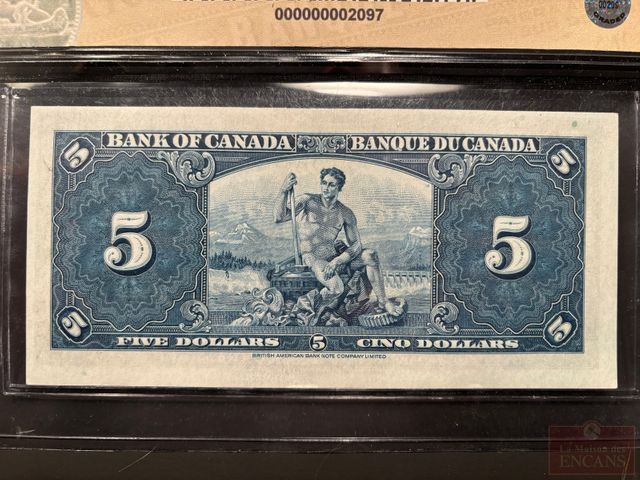 000000002097
GRADED
BANK OF CANADA BANQUE DU CANADA
5 5
5 5
5 5
FIVE DOLLARS 5 CINQ DOLLARS
BRITISH AMERICAN BANK NOTE COMPANY LIMITED
La Maison des
ENCANS